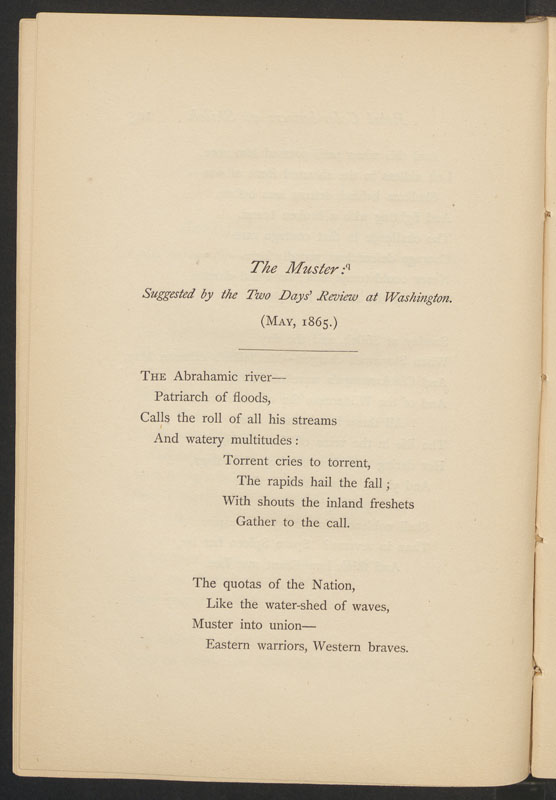 The Muster:q
Suggested by the Two Days' Review at Washington.
(May, 1865.)
The Abrahamic river—
Patriarch of floods,
Calls the roll of all his streams
And watery multitudes:
Torrent cries to torrent,
The rapids hail the fall;
With shouts the inland freshets
Gather to the call.
The quotas of the Nation,
Like the water-shed of waves,
Muster into union—
Eastern warriors, Western braves.